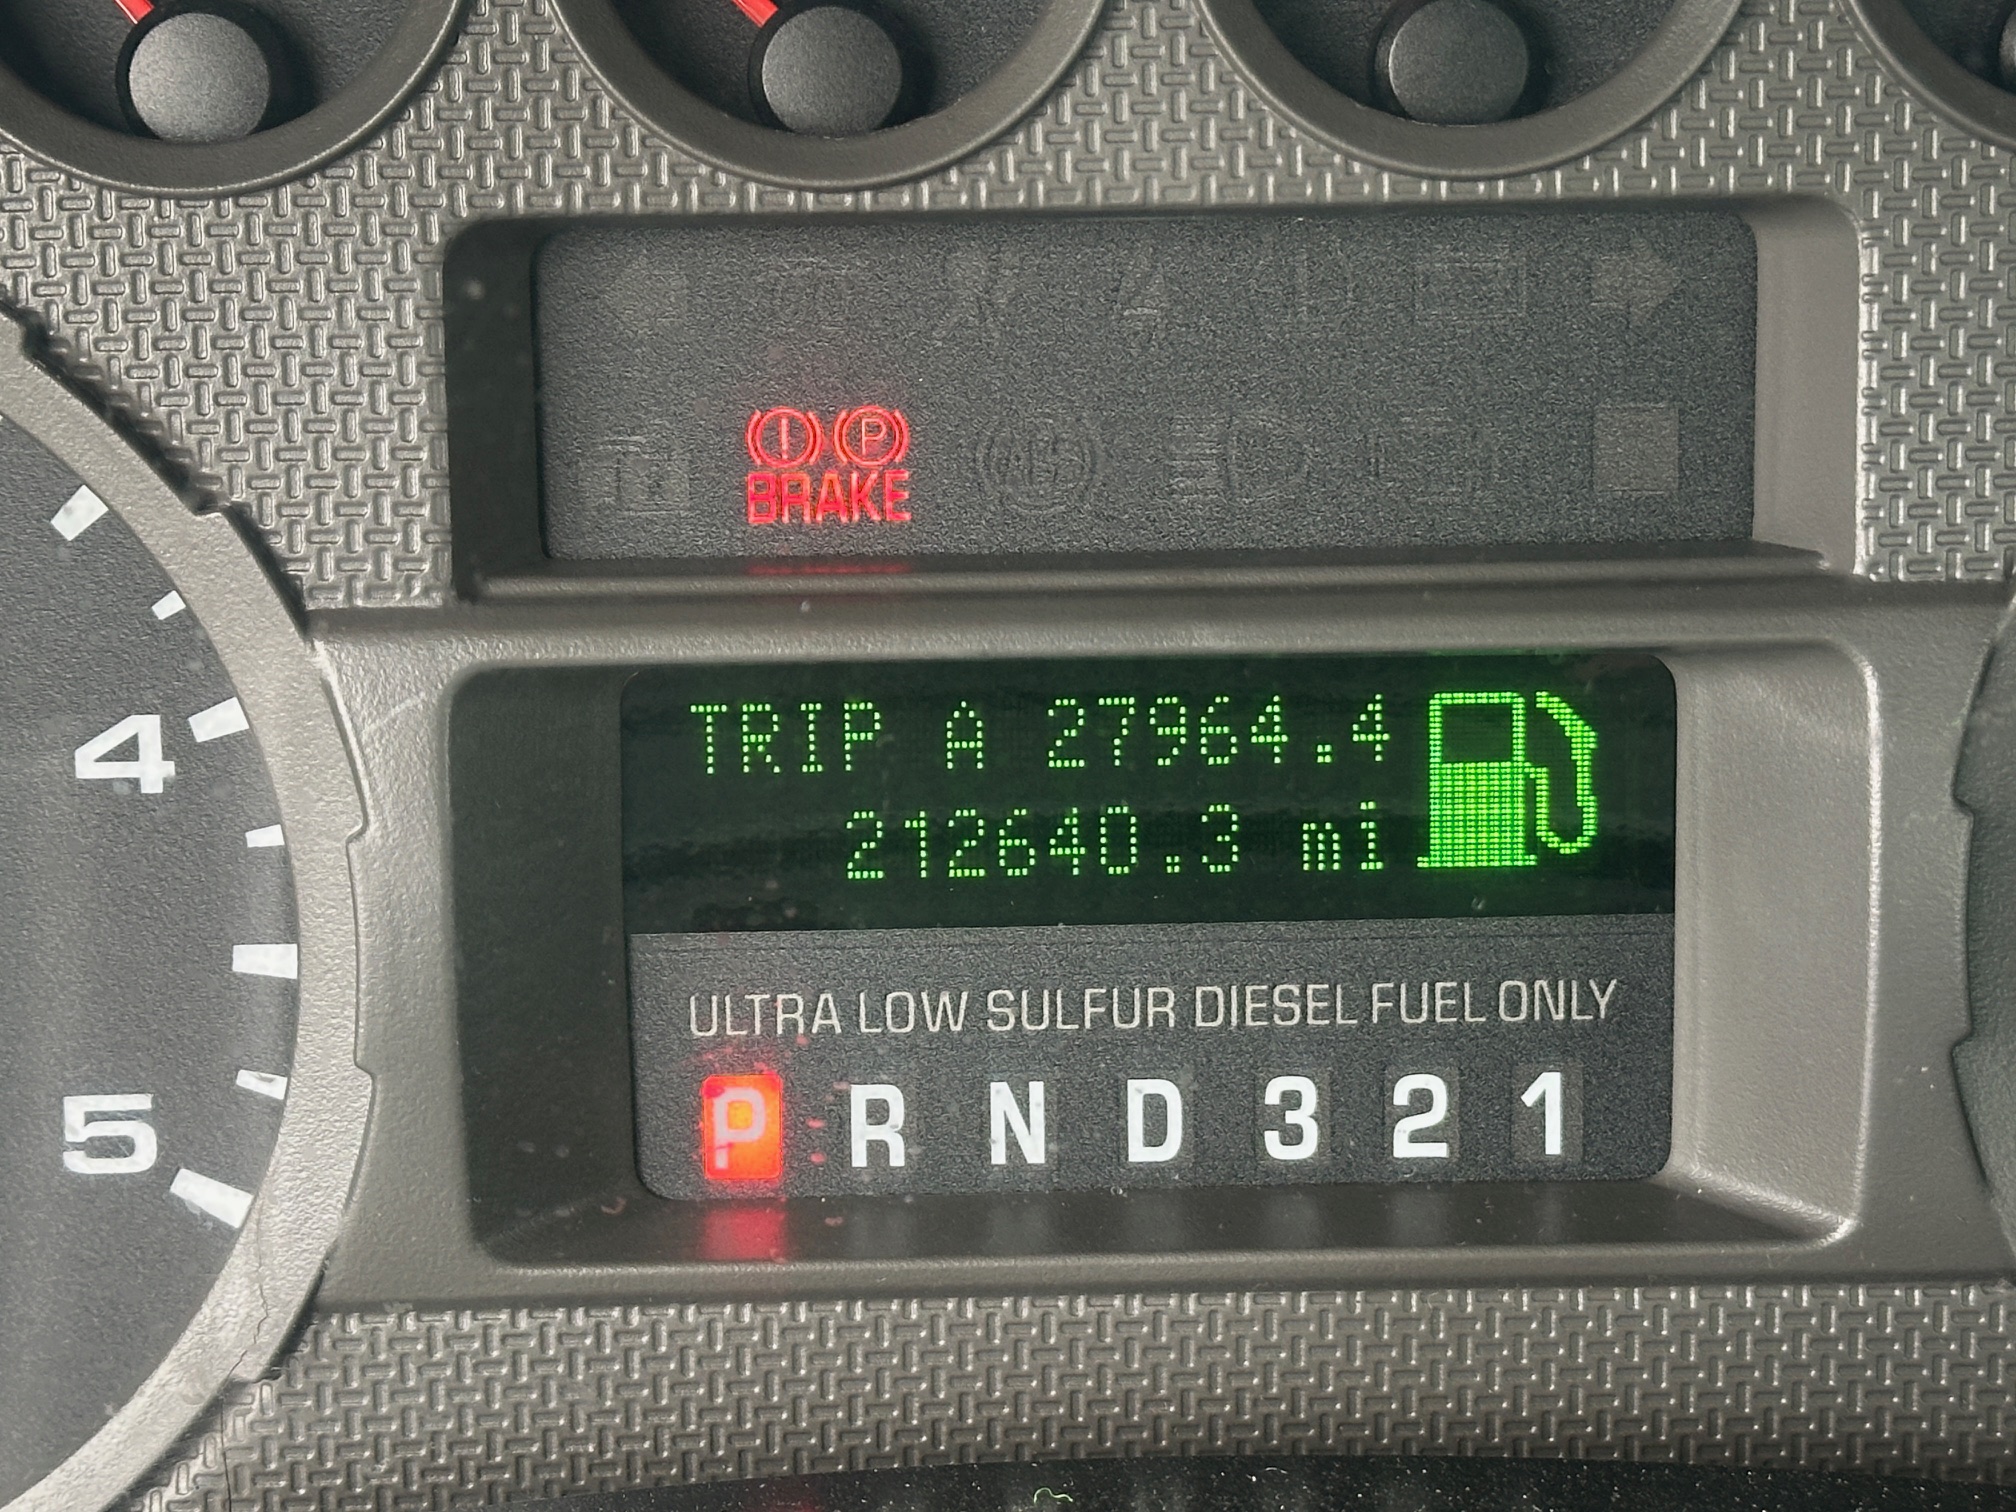 BRAKE
TRIP A 27964.4
212640.3 mi
ULTRA LOW SULFUR DIESEL FUEL ONLY
P R N D 3 2 1
4
5